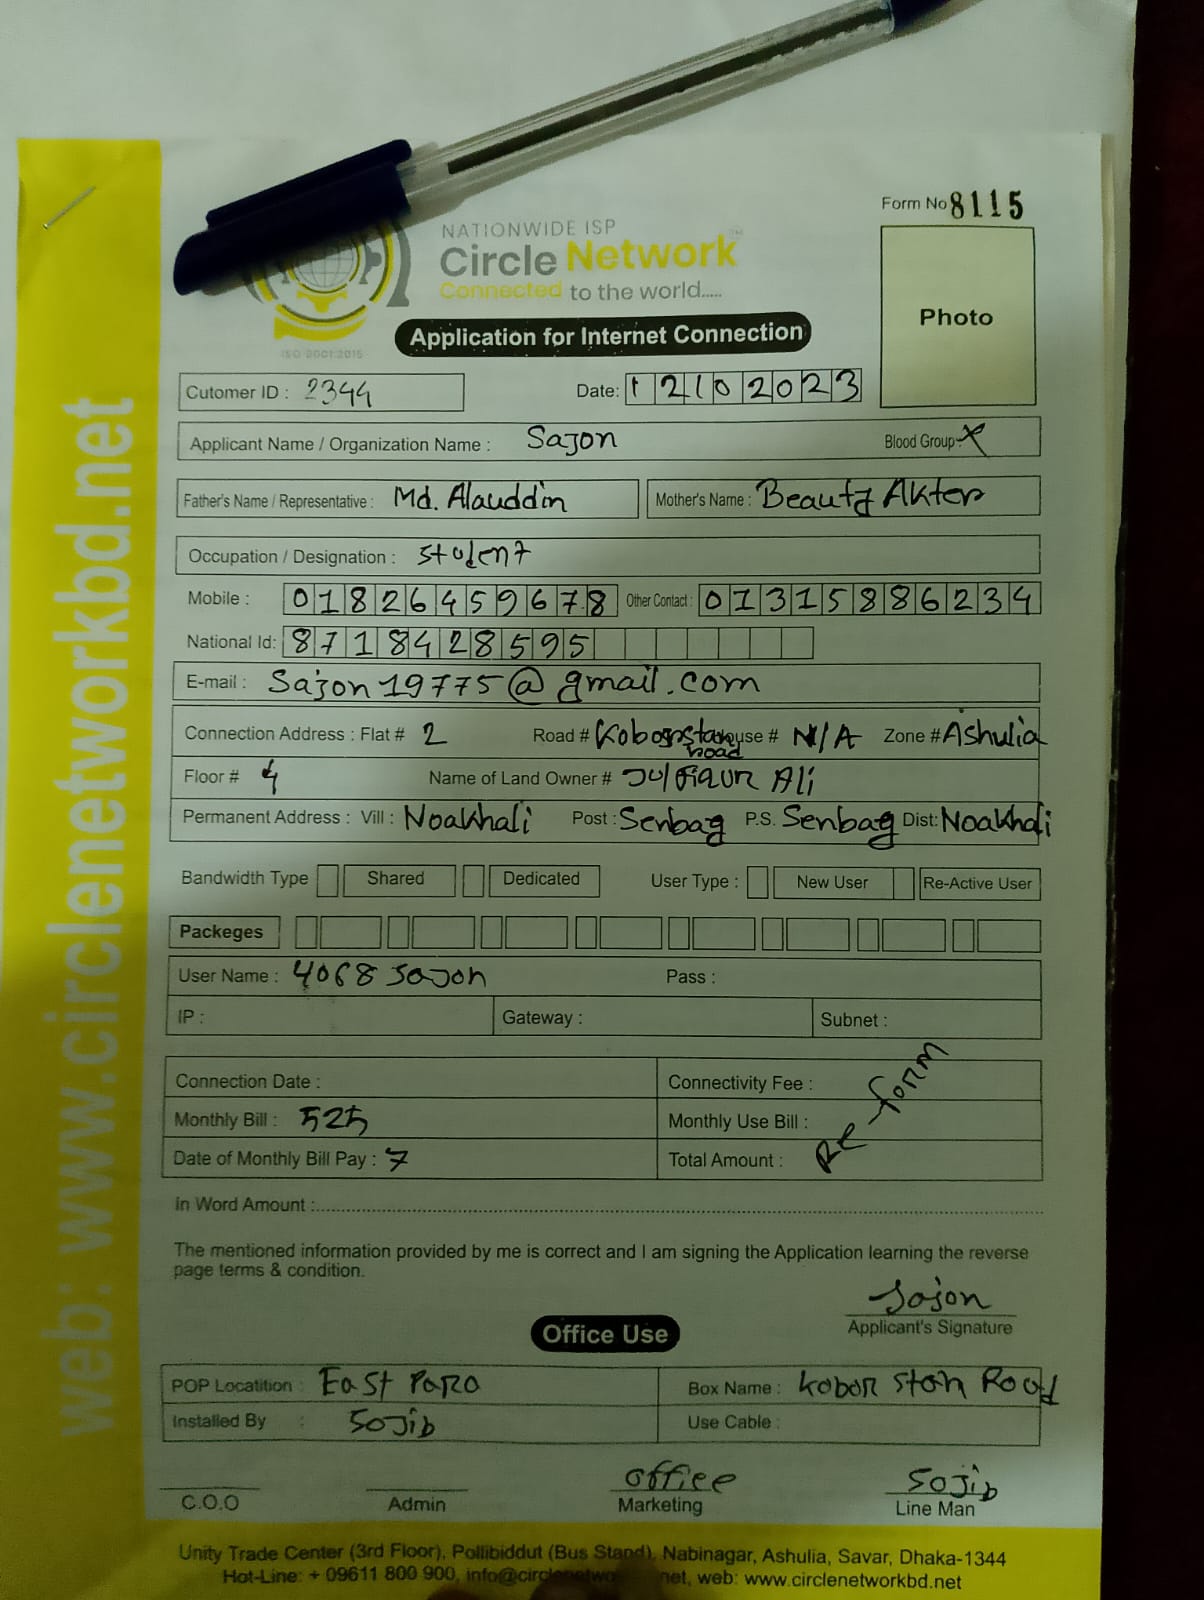 Form No 8115
NATIONWIDE ISP
Circle Network™
Connected to the world.....
ISO 9001:2015
Application for Internet Connection
Photo
Cutomer ID : 2344 Date: 12102023
Applicant Name / Organization Name : Sajon Blood Group X
Father's Name / Representative : Md. Alauddin Mother's Name : Beauty Akter
Occupation / Designation : Student
Mobile : 01826459678 Other Contact : 01315886234
National Id: 8718428595
E-mail : Sajon19775@gmail.com
Connection Address : Flat # 2 Road # Koborstan road House # N/A Zone # Ashulia
Floor # 4 Name of Land Owner # Julfiqur Ali
Permanent Address : Vill : Noakhali Post : Senbag P.S. Senbag Dist: Noakhali
Bandwidth Type Shared Dedicated User Type : New User Re-Active User
Packeges
User Name : 4068 sajon Pass :
IP : Gateway : Subnet :
Connection Date : Connectivity Fee :
Monthly Bill : 525 Monthly Use Bill :
Date of Monthly Bill Pay : 7 Total Amount :
Re-form
In Word Amount :
The mentioned information provided by me is correct and I am signing the Application learning the reverse
page terms & condition.
Sajon
Applicant's Signature
Office Use
POP Locatition : East Para Box Name : Kobor stan Road
Installed By : Sojib Use Cable :
office Sojib
C.O.O Admin Marketing Line Man
Unity Trade Center (3rd Floor), Pollibiddut (Bus Stand), Nabinagar, Ashulia, Savar, Dhaka-1344
Hot-Line: + 09611 800 900, info@circlenetwo net, web: www.circlenetworkbd.net
web: www.circlenetworkbd.net